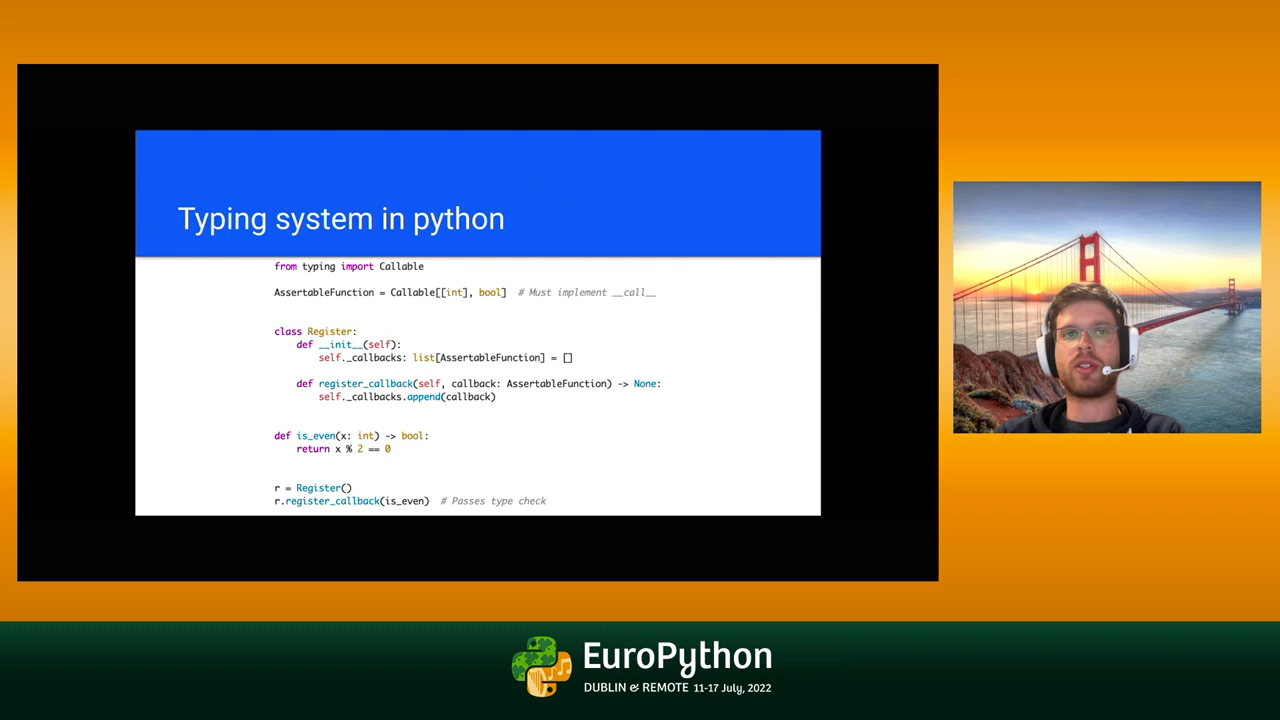 Typing system in python
from typing import Callable
AssertableFunction = Callable[[int], bool]  # Must implement __call__
class Register:
    def __init__(self):
        self._callbacks: list[AssertableFunction] = []
    def register_callback(self, callback: AssertableFunction) -> None:
        self._callbacks.append(callback)
def is_even(x: int) -> bool:
    return x % 2 == 0
r = Register()
r.register_callback(is_even)  # Passes type check
EuroPython
DUBLIN & REMOTE 11-17 July, 2022